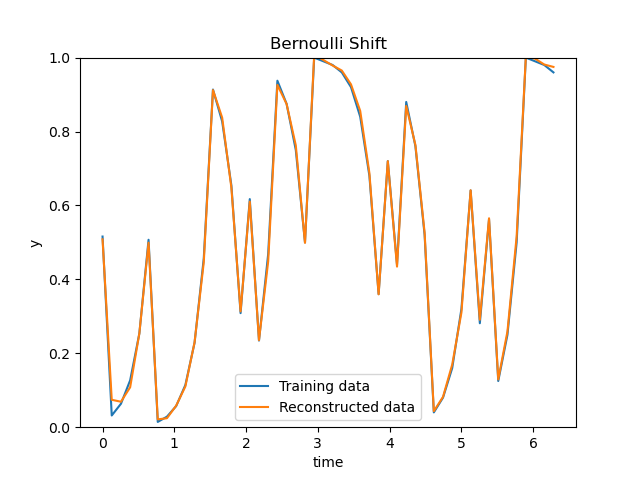 Bernoulli Shift
1.0
0.8
0.6
0.4
0.2
0.0
y
Training data
Reconstructed data
0 1 2 3 4 5 6
time